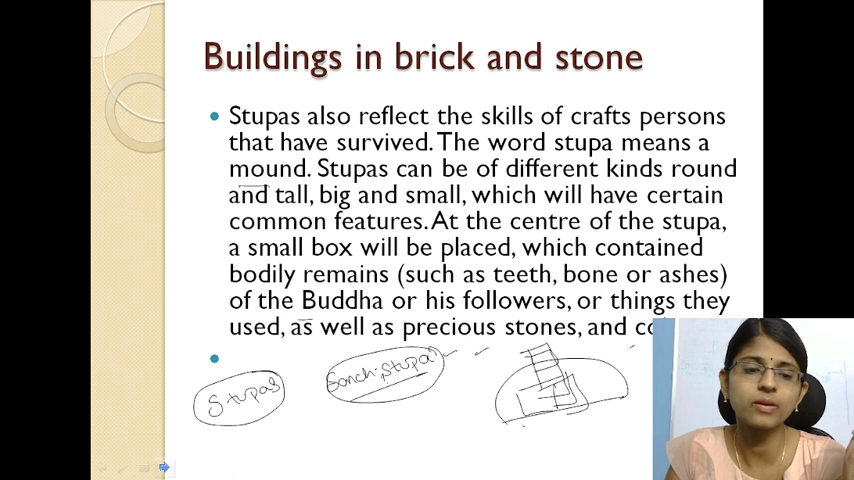 Buildings in brick and stone
Stupas also reflect the skills of crafts persons
that have survived. The word stupa means a
mound. Stupas can be of different kinds round
and tall, big and small, which will have certain
common features. At the centre of the stupa,
a small box will be placed, which contained
bodily remains (such as teeth, bone or ashes)
of the Buddha or his followers, or things they
used, as well as precious stones, and
Stupas
Sanchi stupa